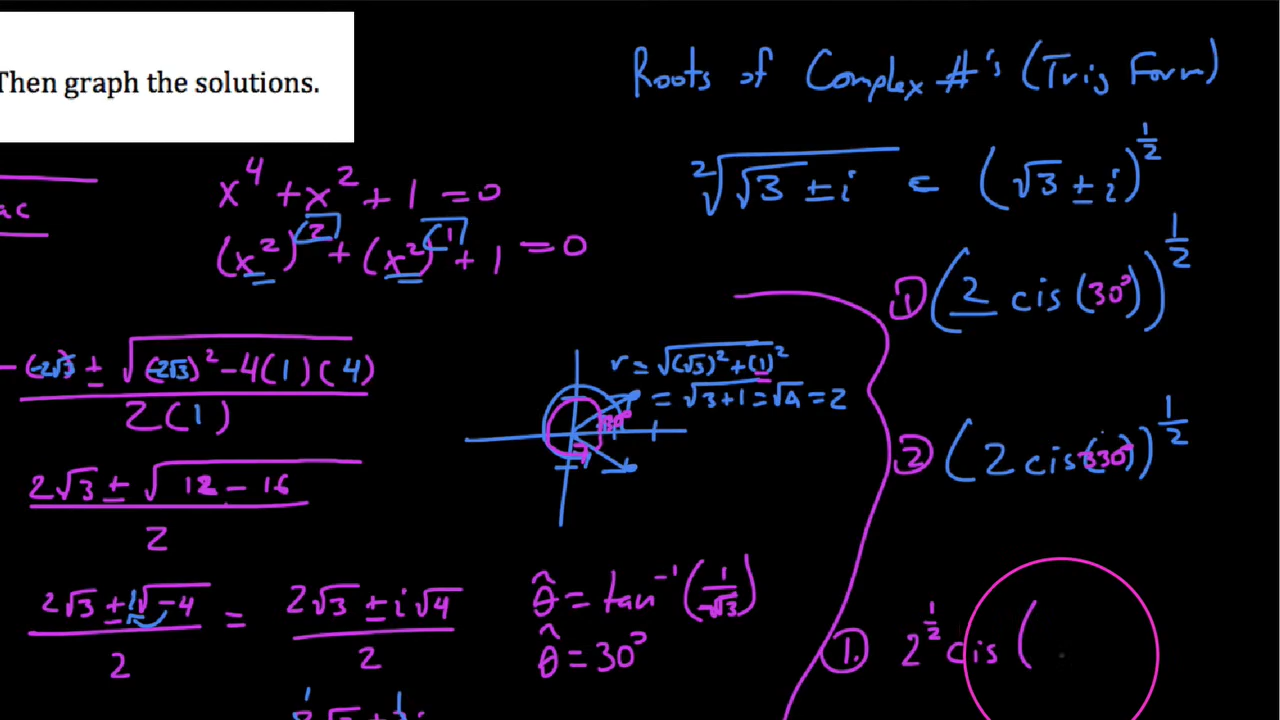 Then graph the solutions.
Roots of Complex #'s (Trig Form)
ac
x⁴ + x² + 1 = 0
(x²)² + (x²)¹ + 1 = 0
²√(√3 ± i) = (√3 ± i)^(1/2)
① (2 cis (30°))^(1/2)
② (2 cis (330°))^(1/2)
① 2^(1/2) cis (
r = √((√3)² + (1)²)
= √(3+1) = √4 = 2
30°
θ̂ = tan⁻¹(1/√3)
θ̂ = 30°
-(-2√3) ± √((-2√3)² - 4(1)(4))
2(1)
2√3 ± √(12 - 16)
2
2√3 ± √(-4) = 2√3 ± i√4
2 2